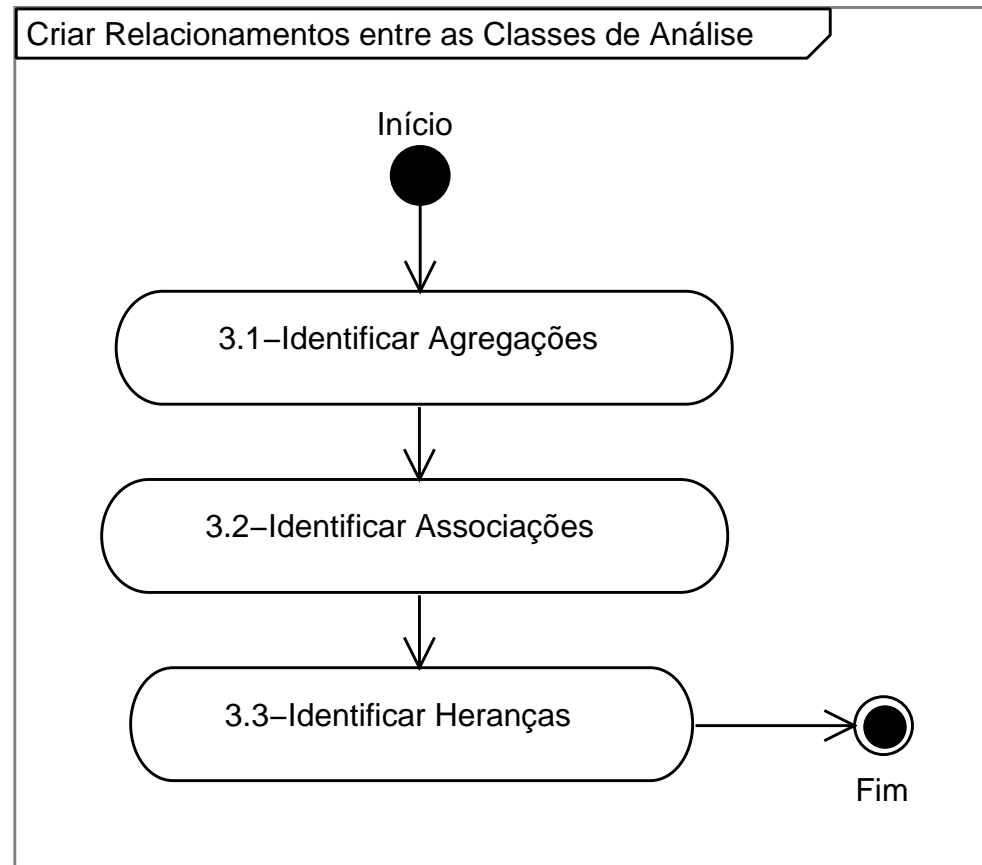 Criar Relacionamentos entre as Classes de Análise
Início
3.1–Identificar Agregações
3.2–Identificar Associações
3.3–Identificar Heranças
Fim